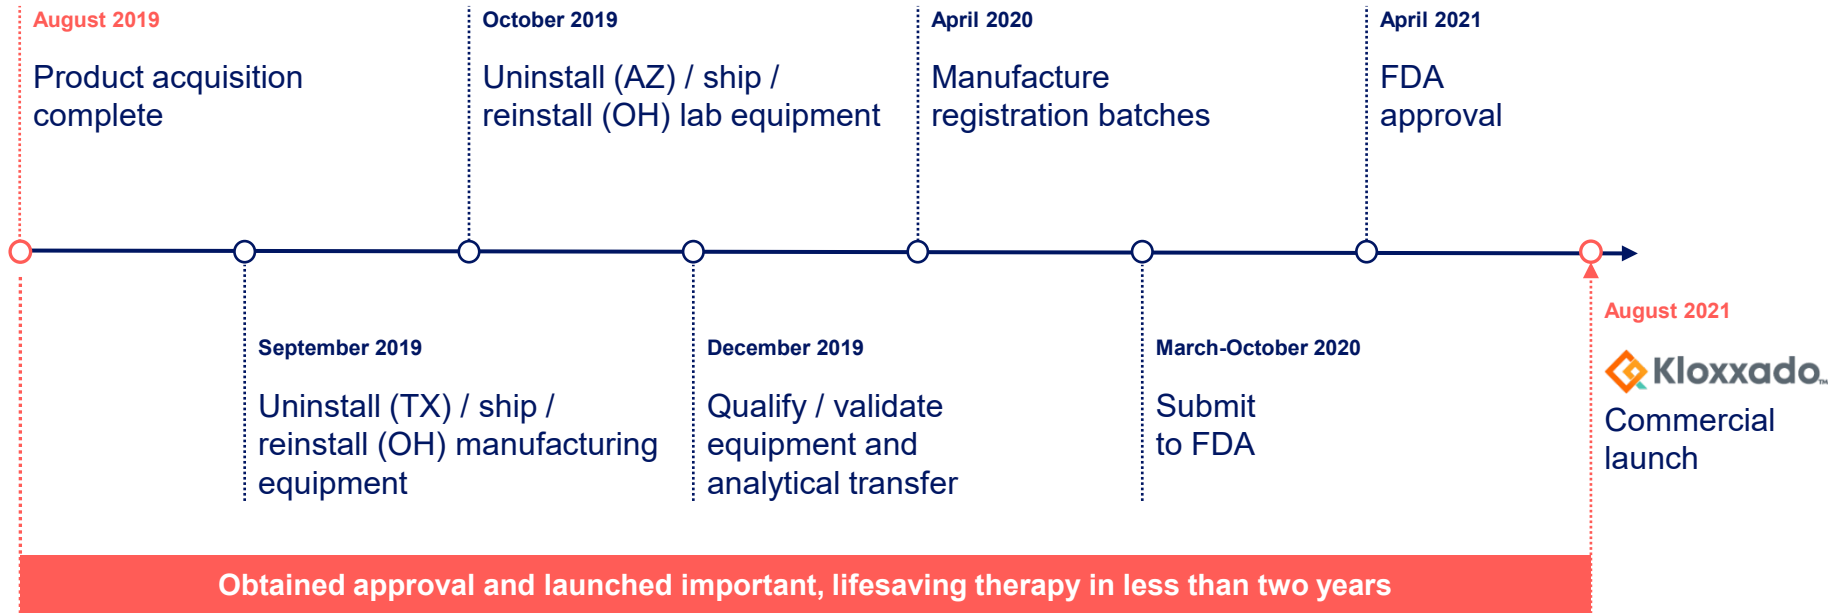 August 2019
Product acquisition
complete
September 2019
Uninstall (TX) / ship /
reinstall (OH) manufacturing
equipment
October 2019
Uninstall (AZ) / ship /
reinstall (OH) lab equipment
December 2019
Qualify / validate
equipment and
analytical transfer
April 2020
Manufacture
registration batches
March-October 2020
Submit
to FDA
April 2021
FDA
approval
August 2021
Kloxxado™
Commercial
launch
Obtained approval and launched important, lifesaving therapy in less than two years